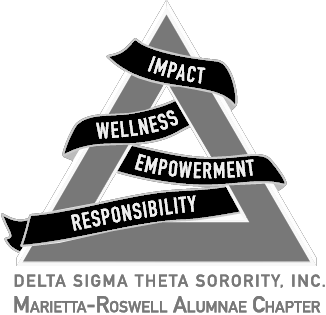 IMPACT
WELLNESS
EMPOWERMENT
RESPONSIBILITY
DELTA SIGMA THETA SORORITY, INC.
MARIETTA-ROSWELL ALUMNAE CHAPTER